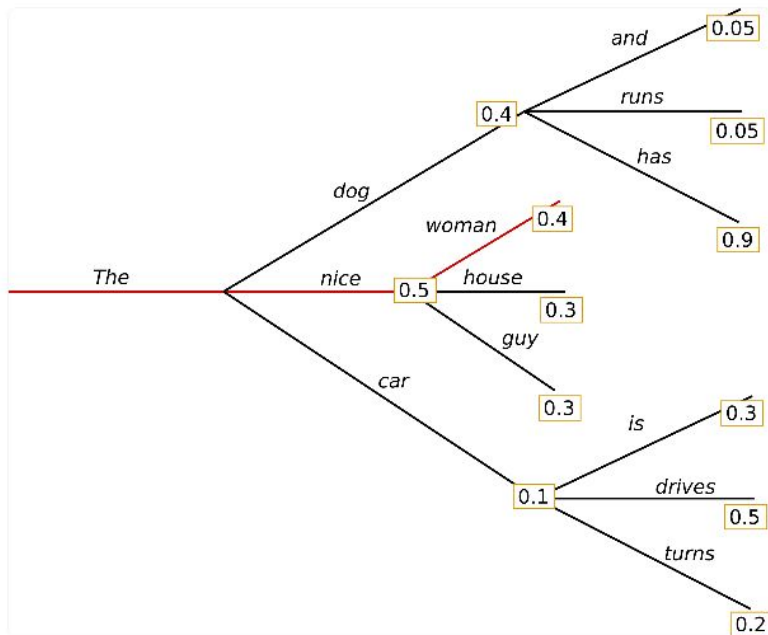 and
0.05
runs
0.4
0.05
has
dog
woman
0.4
0.9
The
nice
0.5
house
0.3
guy
car
0.3
is
0.3
0.1
drives
0.5
turns
0.2